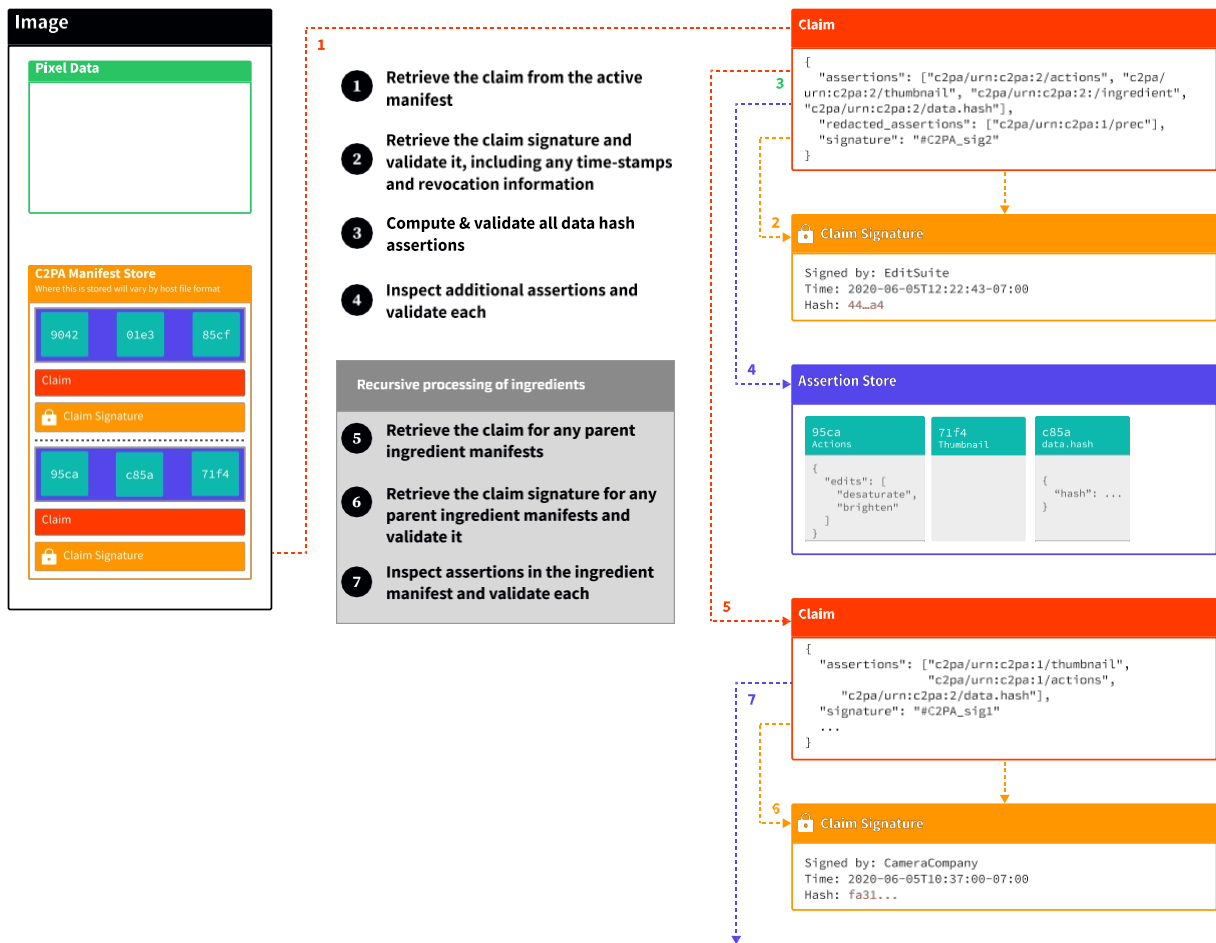 Image
Pixel Data
C2PA Manifest Store
Where this is stored will vary by host file format
9042
01e3
85cf
Claim
Claim Signature
95ca
c85a
71f4
Claim
Claim Signature
1
1
Retrieve the claim from the active
manifest
2
Retrieve the claim signature and
validate it, including any time-stamps
and revocation information
3
Compute & validate all data hash
assertions
4
Inspect additional assertions and
validate each
Recursive processing of ingredients
5
Retrieve the claim for any parent
ingredient manifests
6
Retrieve the claim signature for any
parent ingredient manifests and
validate it
7
Inspect assertions in the ingredient
manifest and validate each
Claim
3
{
"assertions": ["c2pa/urn:c2pa:2/actions", "c2pa/
urn:c2pa:2/thumbnail", "c2pa/urn:c2pa:2:/ingredient",
"c2pa/urn:c2pa:2/data.hash"],
"redacted_assertions": ["c2pa/urn:c2pa:1/prec"],
"signature": "#C2PA_sig2"
}
2
Claim Signature
Signed by: EditSuite
Time: 2020-06-05T12:22:43-07:00
Hash: 44…a4
4
Assertion Store
95ca
Actions
{
"edits": [
"desaturate",
"brighten"
]
}
71f4
Thumbnail
c85a
data.hash
{
"hash": ...
}
5
Claim
{
"assertions": ["c2pa/urn:c2pa:1/thumbnail",
"c2pa/urn:c2pa:1/actions",
"c2pa/urn:c2pa:2/data.hash"],
"signature": "#C2PA_sig1"
...
}
7
6
Claim Signature
Signed by: CameraCompany
Time: 2020-06-05T10:37:00-07:00
Hash: fa31...